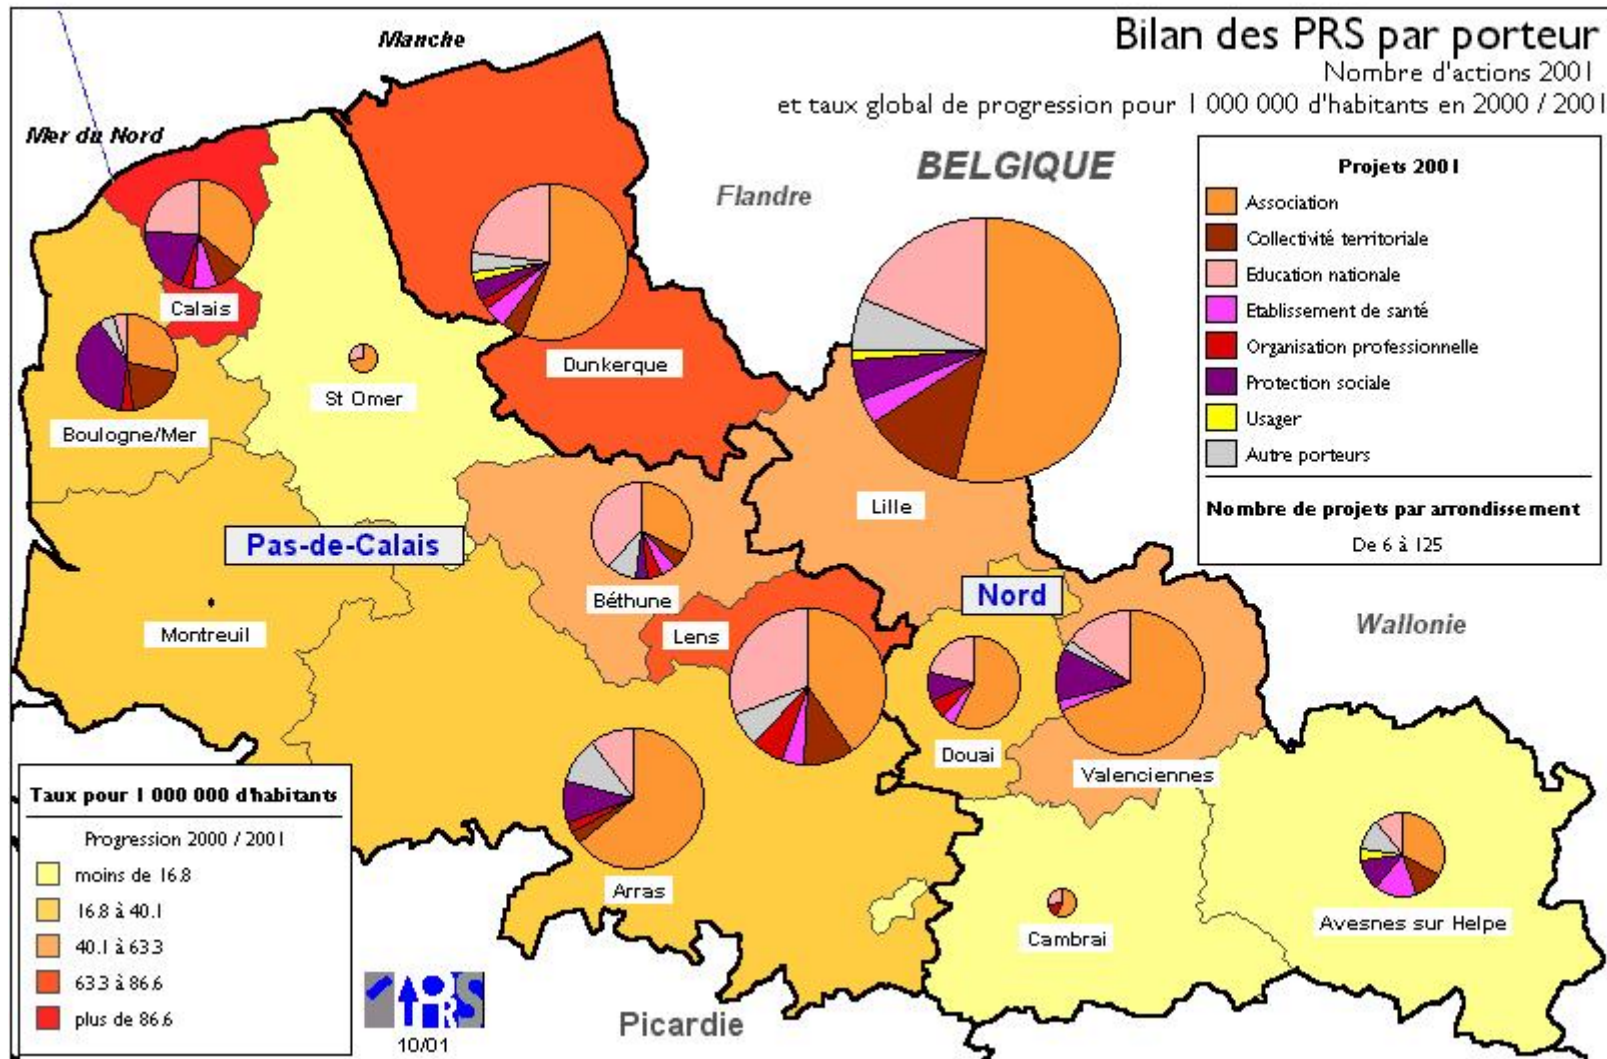 Bilan des PRS par porteur
Nombre d'actions 2001
et taux global de progression pour 1 000 000 d'habitants en 2000 / 2001
Manche
Mer du Nord
BELGIQUE
Flandre
Wallonie
Picardie
Projets 2001
Association
Collectivité territoriale
Education nationale
Etablissement de santé
Organisation professionnelle
Protection sociale
Usager
Autre porteurs
Nombre de projets par arrondissement
De 6 à 125
Calais
Dunkerque
St Omer
Boulogne/Mer
Lille
Pas-de-Calais
Nord
Béthune
Montreuil
Lens
Douai
Valenciennes
Arras
Cambrai
Avesnes sur Helpe
Taux pour 1 000 000 d'habitants
Progression 2000 / 2001
moins de 16.8
16.8 à 40.1
40.1 à 63.3
63.3 à 86.6
plus de 86.6
10/01